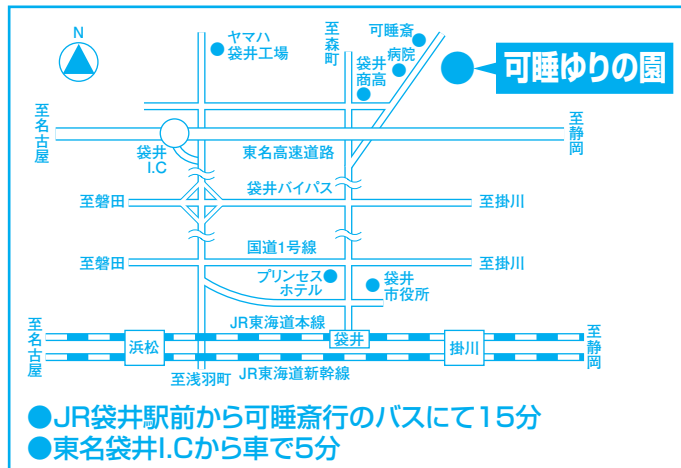 N
ヤマハ
袋井工場
至森町
可睡斎
病院
袋井
商高
可睡ゆりの園
至名古屋
袋井
I.C
東名高速道路
至静岡
至磐田
袋井バイパス
至掛川
至磐田
国道1号線
至掛川
プリンセス
ホテル
袋井
市役所
至名古屋
JR東海道本線
浜松
袋井
掛川
至静岡
至浅羽町
JR東海道新幹線
●JR袋井駅前から可睡斎行のバスにて15分
●東名袋井I.Cから車で5分